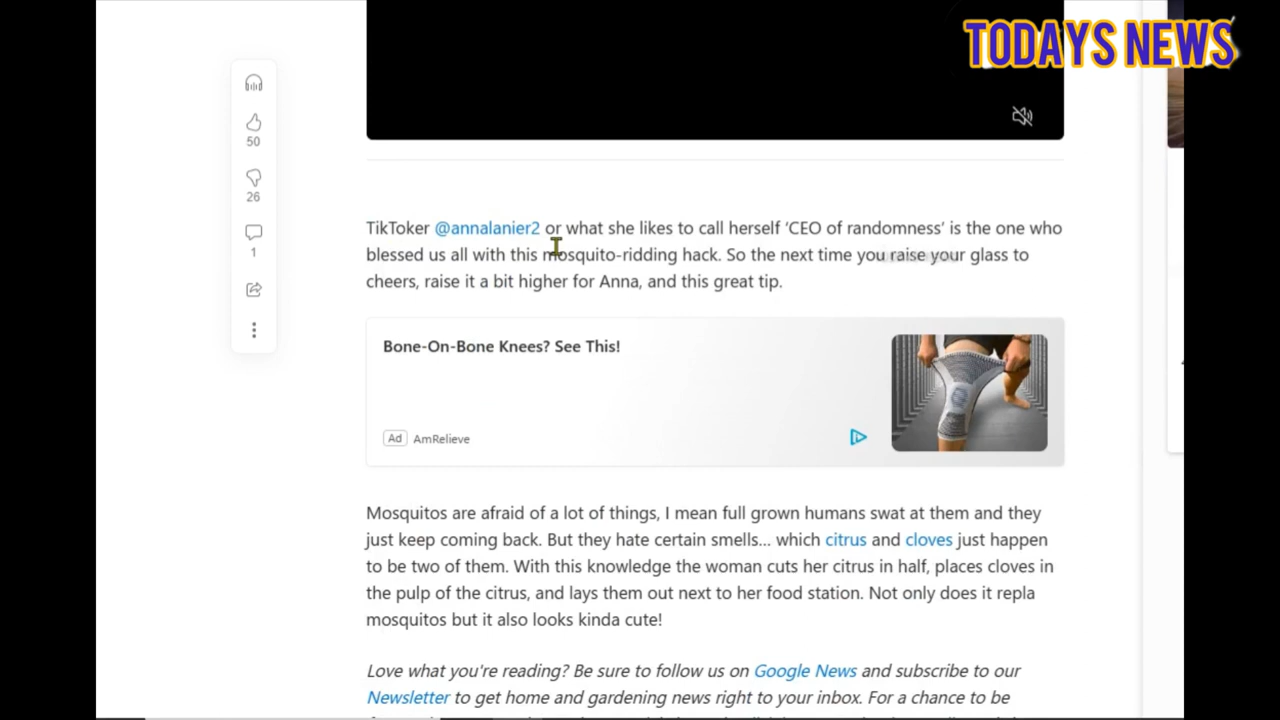 TODAYS NEWS
50
26
1
TikToker @annalanier2 or what she likes to call herself ‘CEO of randomness’ is the one who
blessed us all with this mosquito-ridding hack. So the next time you raise your glass to
cheers, raise it a bit higher for Anna, and this great tip.
Bone-On-Bone Knees? See This!
Ad AmRelieve
Mosquitos are afraid of a lot of things, I mean full grown humans swat at them and they
just keep coming back. But they hate certain smells... which citrus and cloves just happen
to be two of them. With this knowledge the woman cuts her citrus in half, places cloves in
the pulp of the citrus, and lays them out next to her food station. Not only does it repla
mosquitos but it also looks kinda cute!
Love what you're reading? Be sure to follow us on Google News and subscribe to our
Newsletter to get home and gardening news right to your inbox. For a chance to be